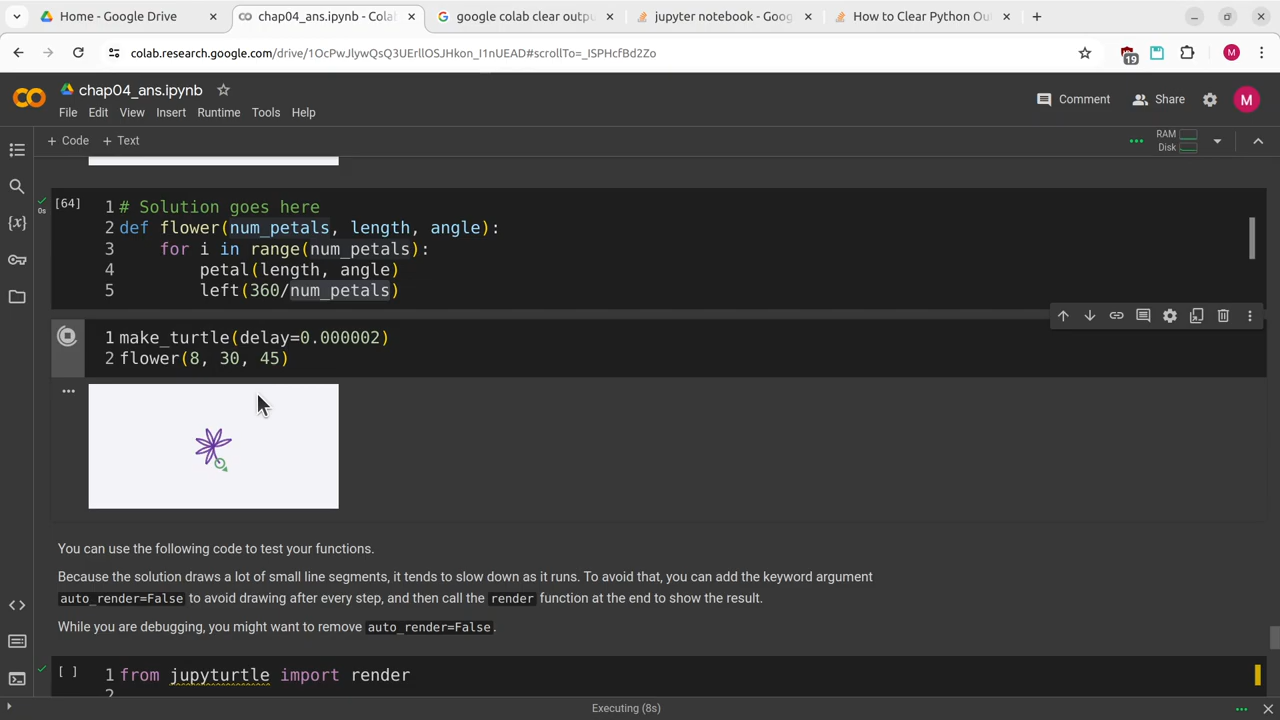 Home - Google Drive
chap04_ans.ipynb - Colab
google colab clear outpu
jupyter notebook - Goog
How to Clear Python Ou
colab.research.google.com/drive/1OcPwJlywQsQ3UErllOSJHkon_I1nUEAD#scrollTo=_ISPHcfBd2Zo
19
M
chap04_ans.ipynb
Comment
Share
M
File Edit View Insert Runtime Tools Help
+ Code + Text
RAM
Disk
[64]
0s
1 # Solution goes here
2 def flower(num_petals, length, angle):
3 for i in range(num_petals):
4 petal(length, angle)
5 left(360/num_petals)
1 make_turtle(delay=0.000002)
2 flower(8, 30, 45)
You can use the following code to test your functions.
Because the solution draws a lot of small line segments, it tends to slow down as it runs. To avoid that, you can add the keyword argument
auto_render=False to avoid drawing after every step, and then call the render function at the end to show the result.
While you are debugging, you might want to remove auto_render=False.
[ ]
1 from jupyturtle import render
2
Executing (8s)